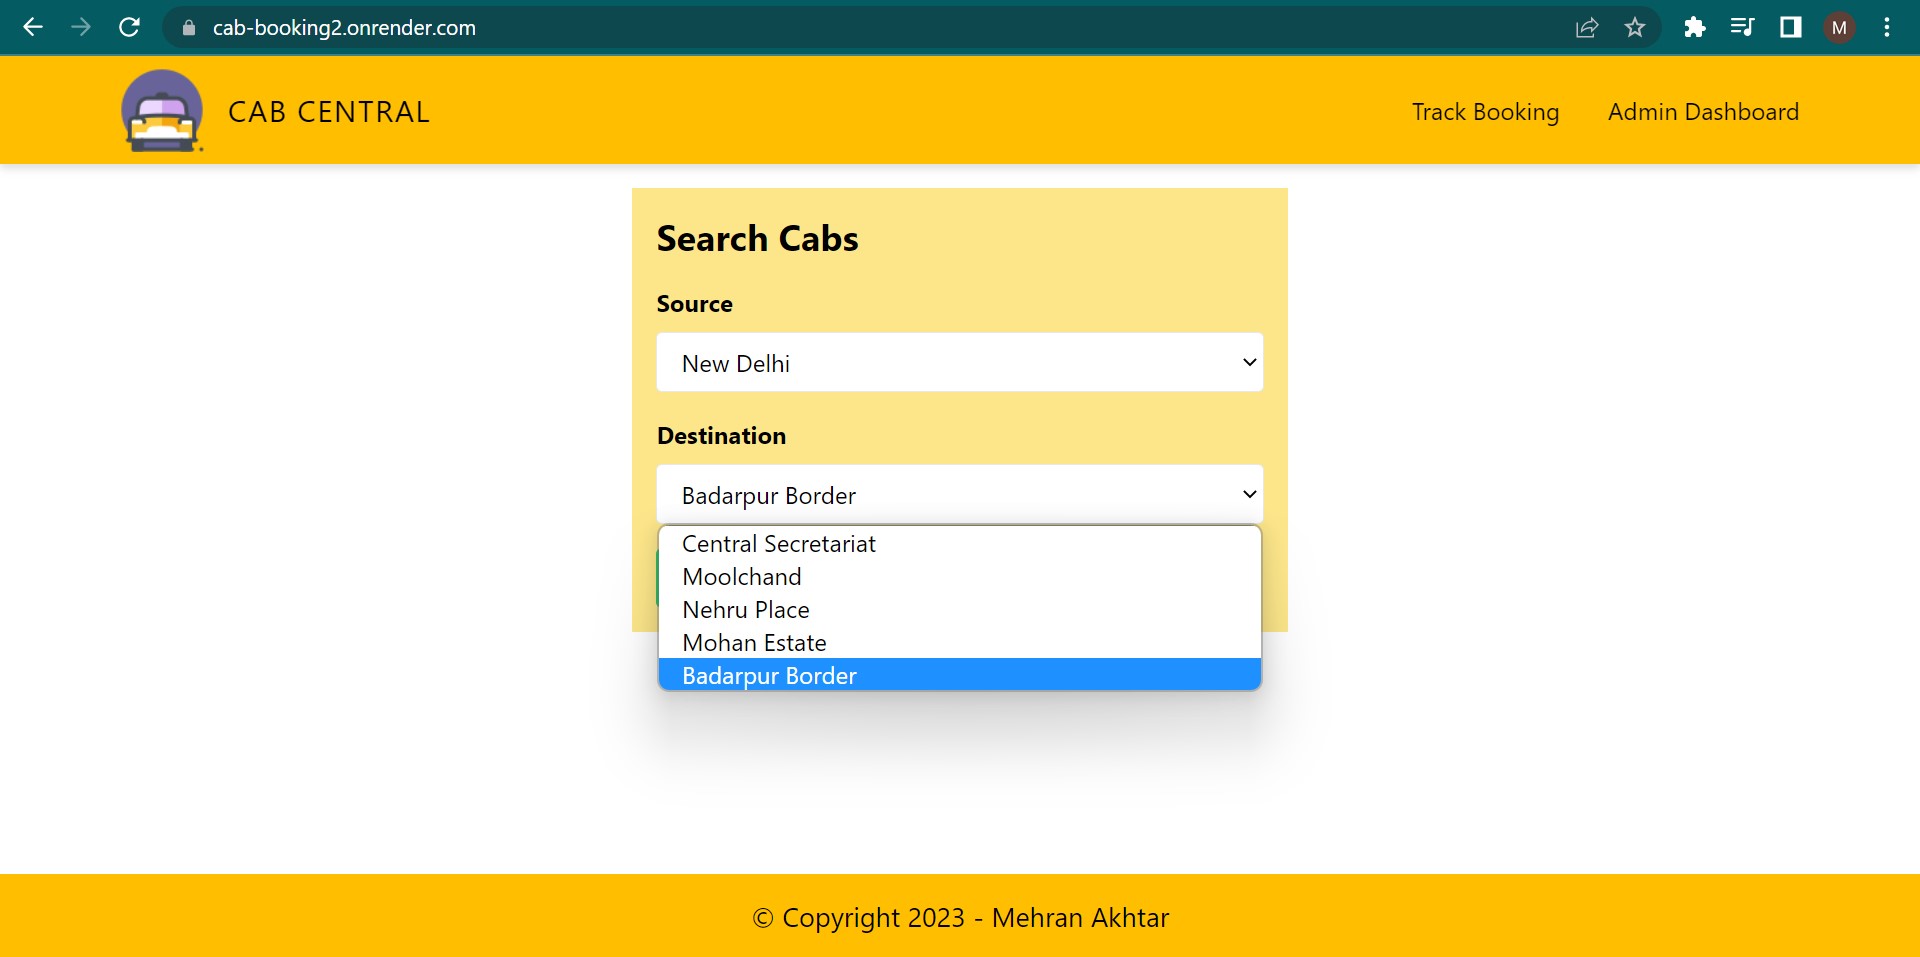 cab-booking2.onrender.com
M
CAB CENTRAL
Track Booking
Admin Dashboard
Search Cabs
Source
New Delhi
Destination
Badarpur Border
Central Secretariat
Moolchand
Nehru Place
Mohan Estate
Badarpur Border
© Copyright 2023 - Mehran Akhtar